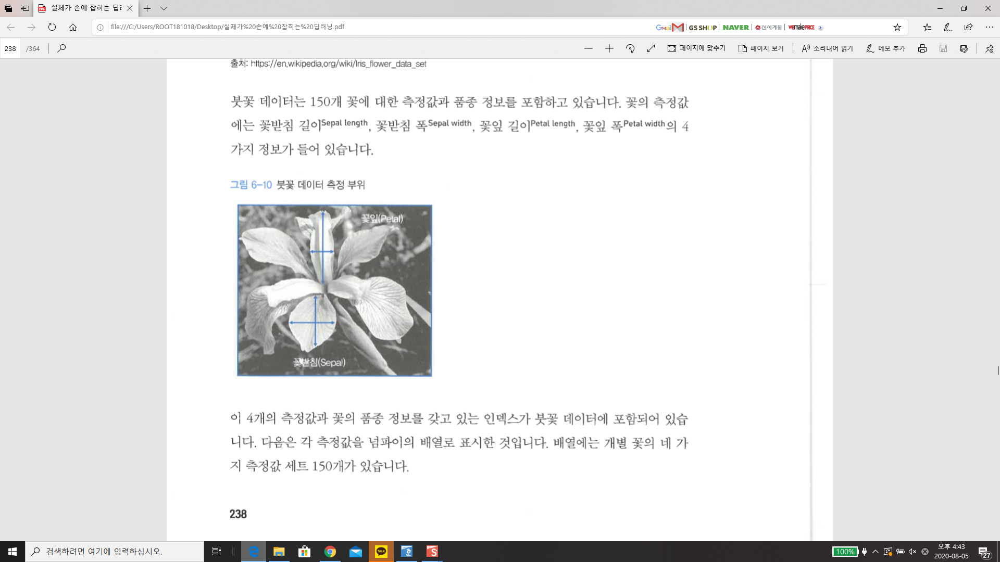 실체가 손에 잡히는 딥러
file:///C:/Users/ROOT181018/Desktop/실체가%20손에%20잡히는%20딥러닝.pdf
Gmail GS SHOP NAVER 신세계몰 WEMAKEPRICE
238 /364 페이지에 맞추기 페이지 보기 소리내어 읽기 메모 추가
출처: https://en.wikipedia.org/wiki/Iris_flower_data_set
붓꽃 데이터는 150개 꽃에 대한 측정값과 품종 정보를 포함하고 있습니다. 꽃의 측정값
에는 꽃받침 길이Sepal length, 꽃받침 폭Sepal width, 꽃잎 길이Petal length, 꽃잎 폭Petal width의 4
가지 정보가 들어 있습니다.
그림 6-10 붓꽃 데이터 측정 부위
꽃잎(Petal)
꽃받침(Sepal)
이 4개의 측정값과 꽃의 품종 정보를 갖고 있는 인덱스가 붓꽃 데이터에 포함되어 있습
니다. 다음은 각 측정값을 넘파이의 배열로 표시한 것입니다. 배열에는 개별 꽃의 네 가
지 측정값 세트 150개가 있습니다.
238
검색하려면 여기에 입력하십시오.
TALK
한
S
100%
오후 4:43
2020-08-05
27